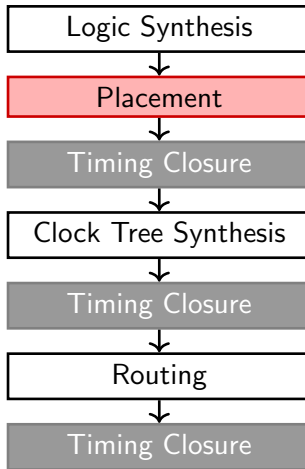 Logic Synthesis
Placement
Timing Closure
Clock Tree Synthesis
Timing Closure
Routing
Timing Closure